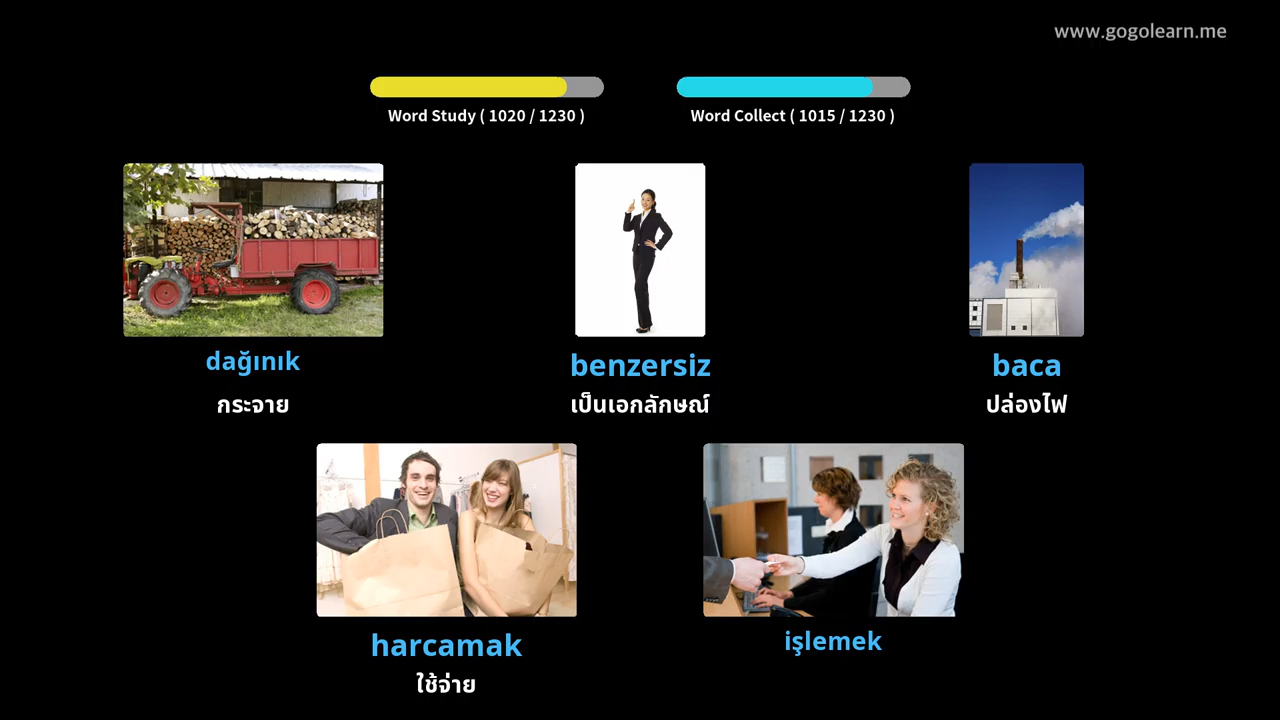 www.gogolearn.me
Word Study ( 1020 / 1230 )
Word Collect ( 1015 / 1230 )
dağınık
กระจาย
benzersiz
เป็นเอกลักษณ์
baca
ปล่องไฟ
harcamak
ใช้จ่าย
işlemek